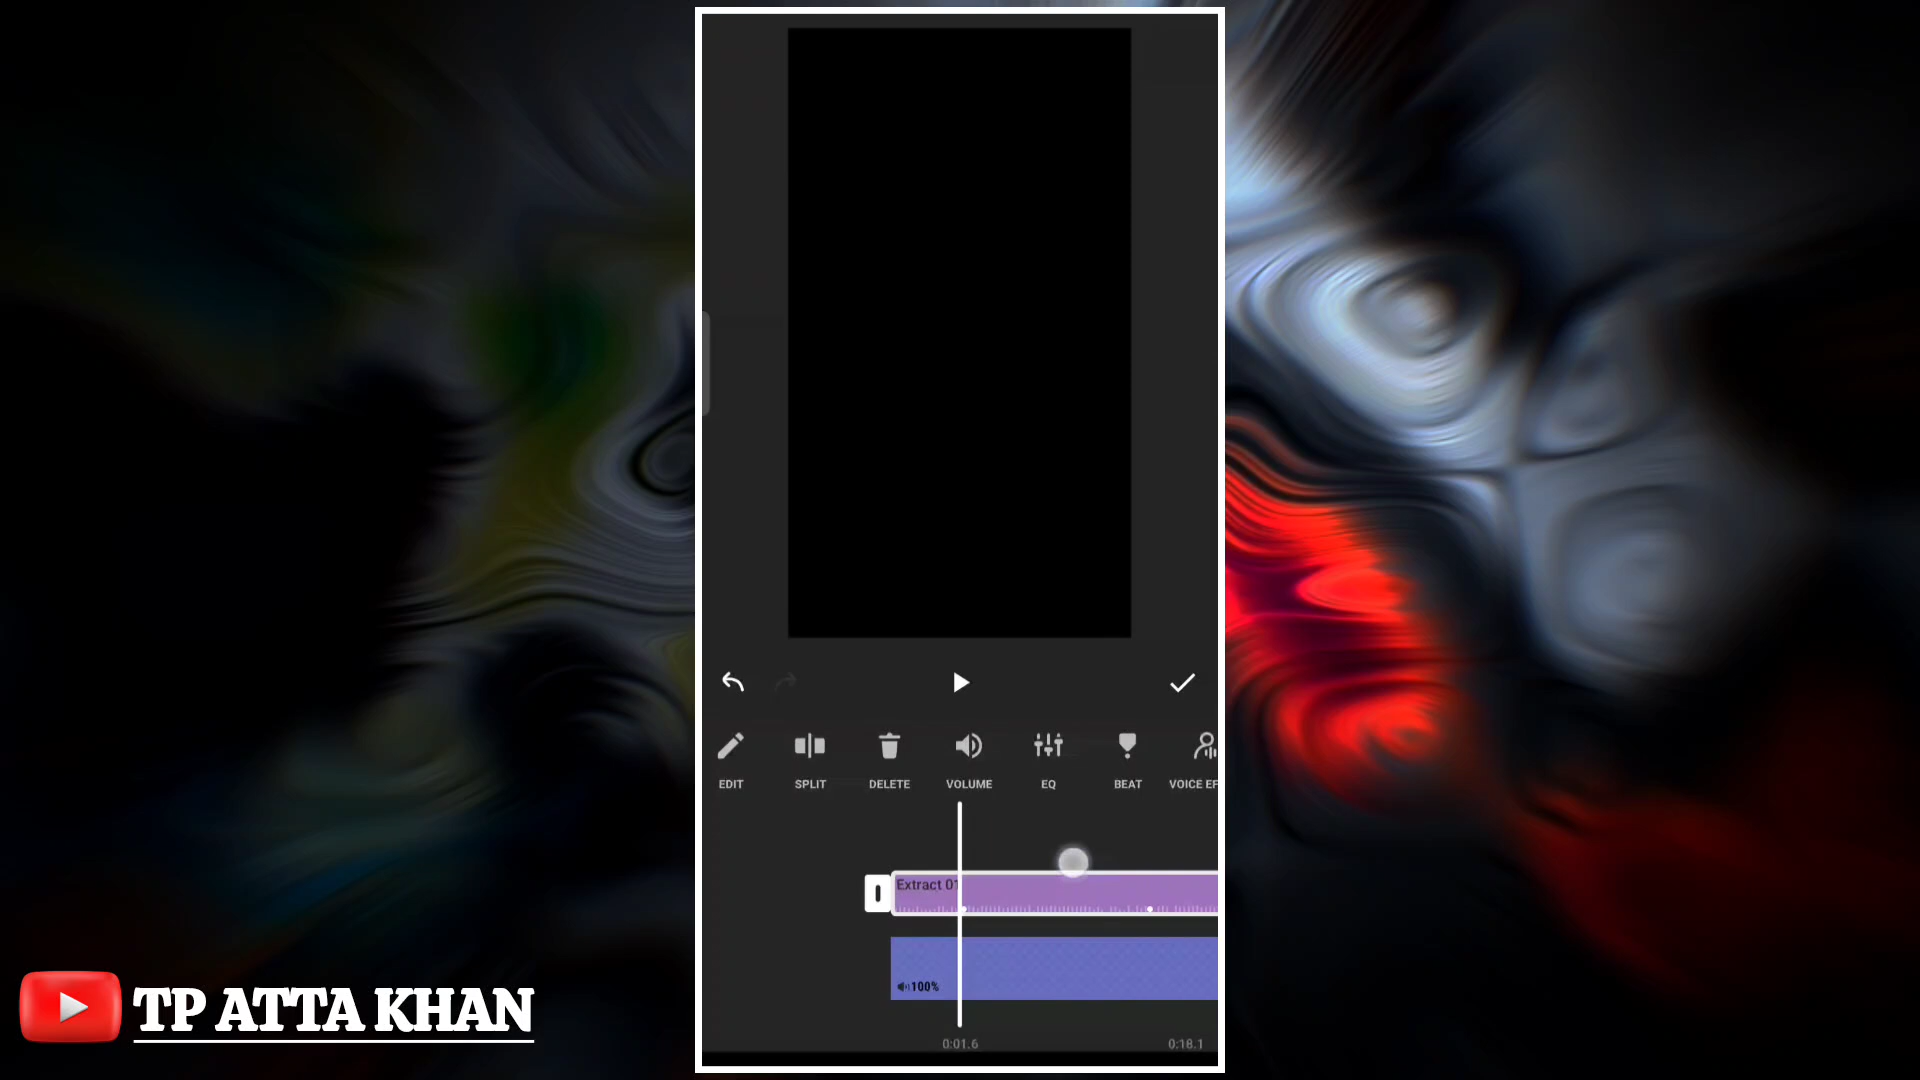 EDIT SPLIT DELETE VOLUME EQ BEAT VOICE EF
Extract 01
100%
0:01.6 0:18.1
TP ATTA KHAN